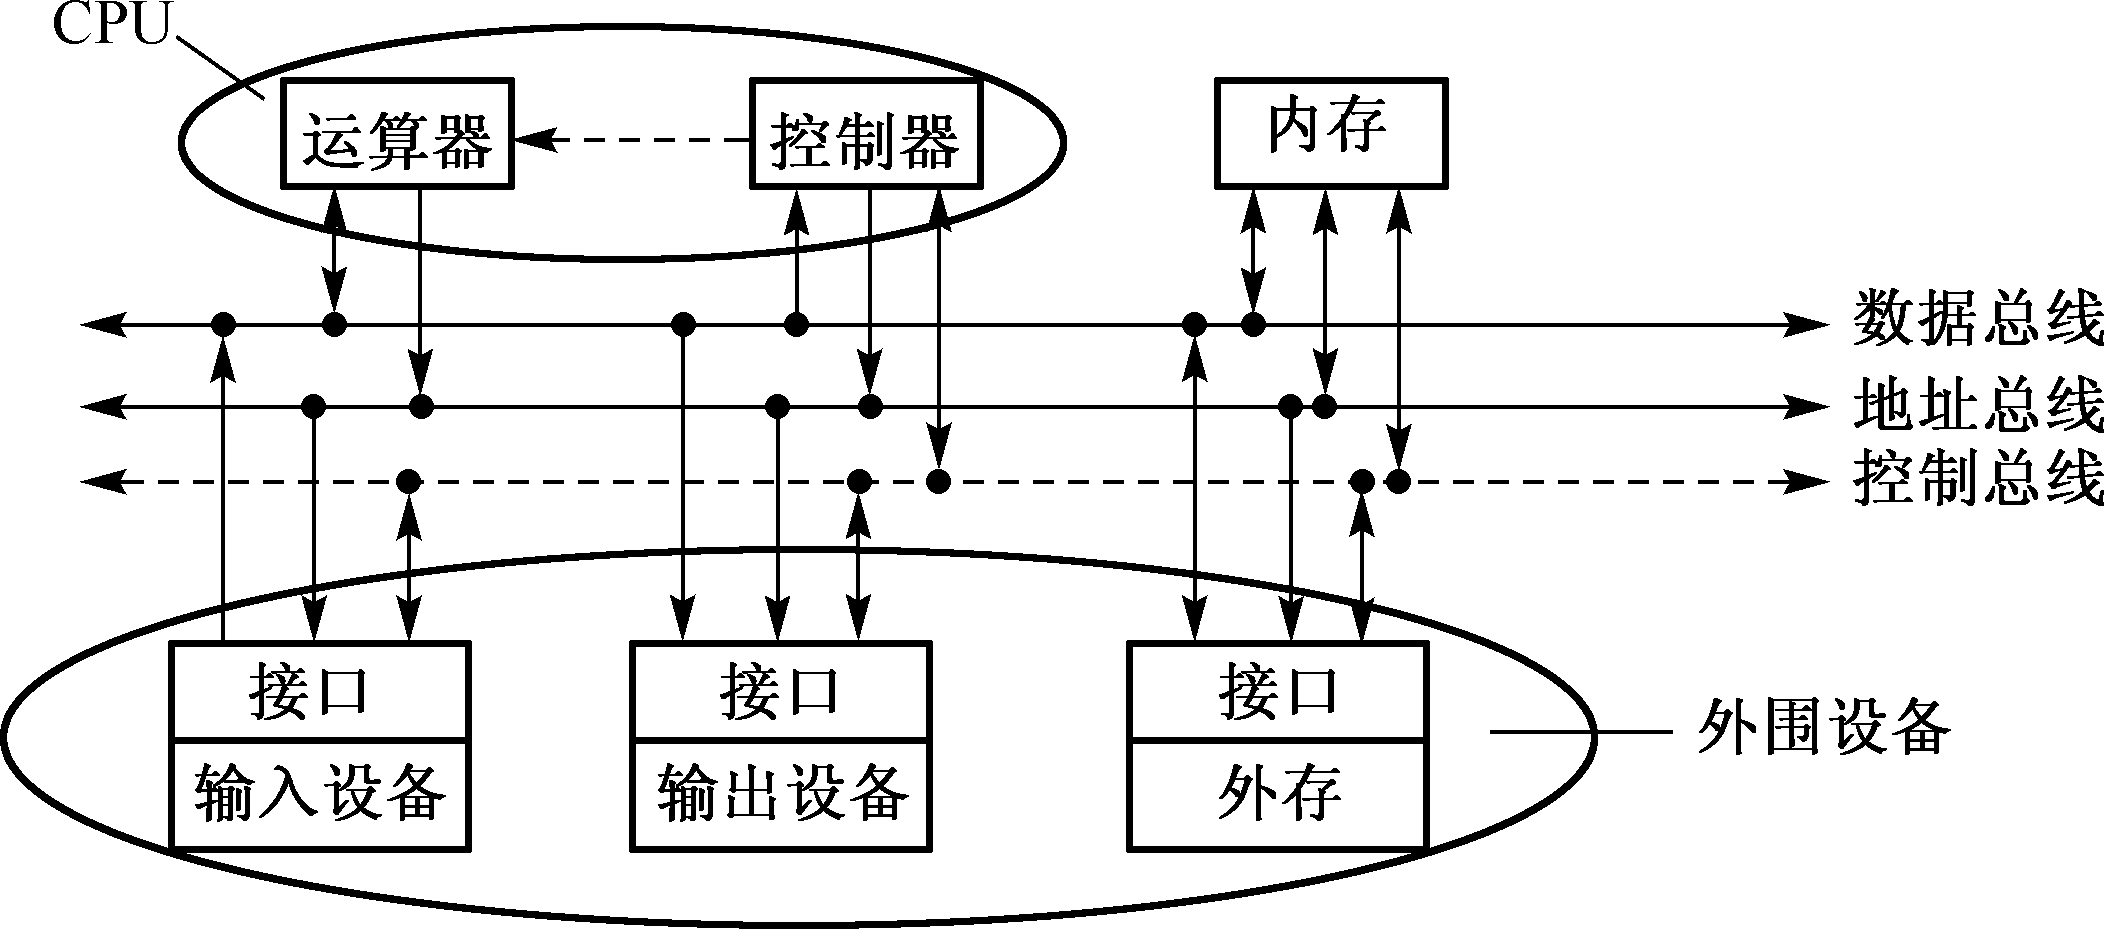 CPU
运算器
控制器
内存
数据总线
地址总线
控制总线
接口
接口
接口
输入设备
输出设备
外存
外围设备